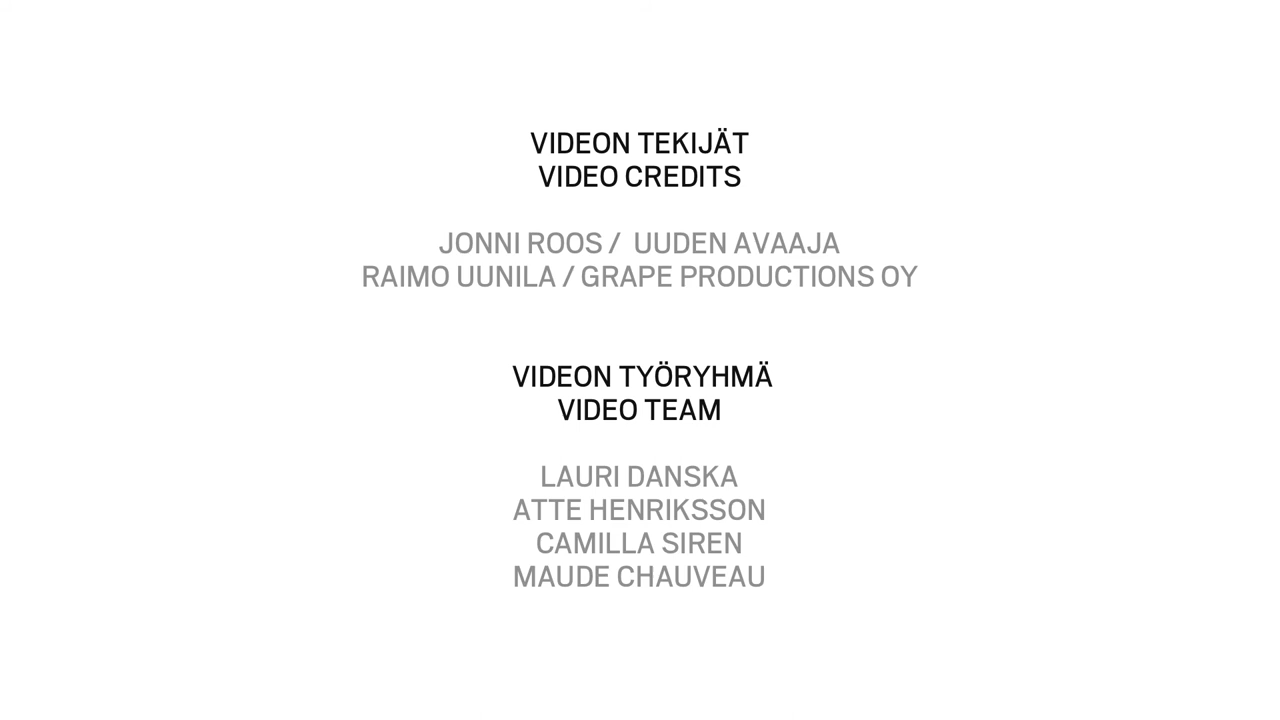 VIDEON TEKIJÄT
VIDEO CREDITS
JONNI ROOS / UUDEN AVAAJA
RAIMO UUNILA / GRAPE PRODUCTIONS OY
VIDEON TYÖRYHMÄ
VIDEO TEAM
LAURI DANSKA
ATTE HENRIKSSON
CAMILLA SIREN
MAUDE CHAUVEAU